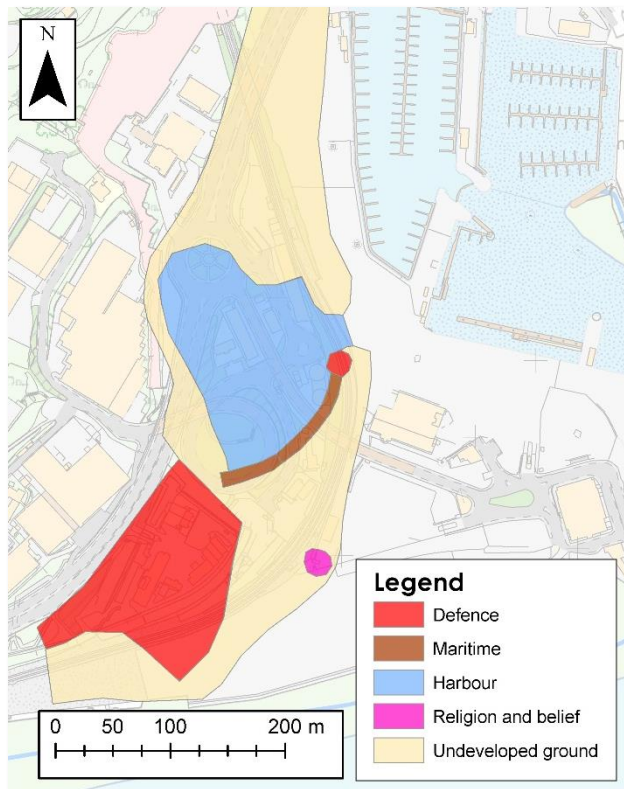 N
Legend
Defence
Maritime
Harbour
Religion and belief
Undeveloped ground
0 50 100 200 m